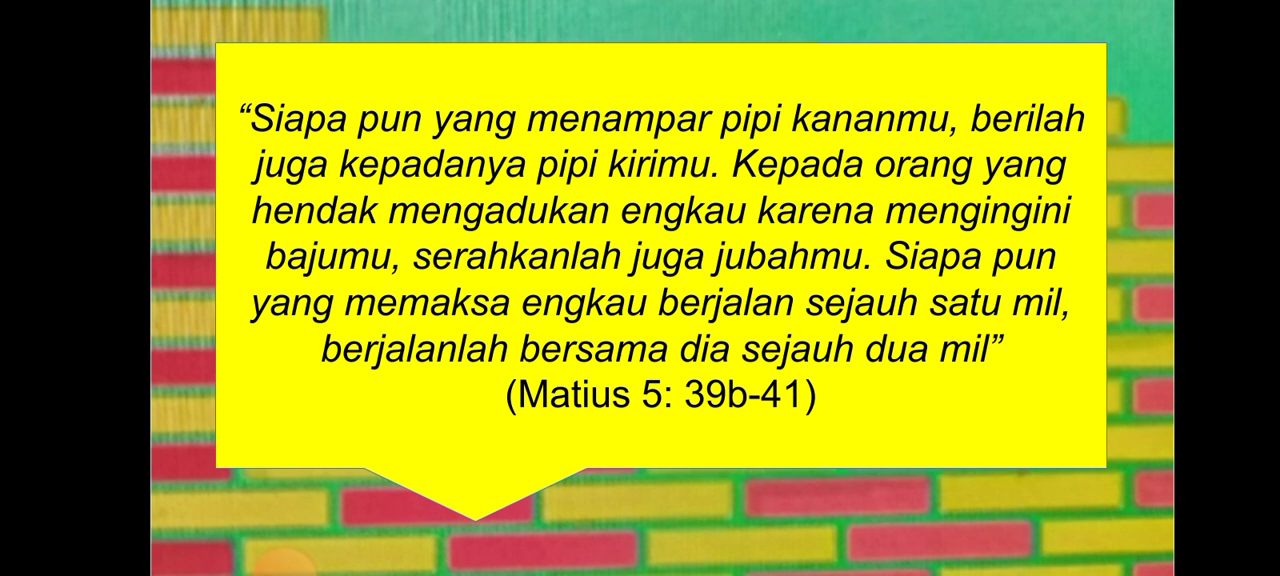 “Siapa pun yang menampar pipi kananmu, berilah
juga kepadanya pipi kirimu. Kepada orang yang
hendak mengadukan engkau karena mengingini
bajumu, serahkanlah juga jubahmu. Siapa pun
yang memaksa engkau berjalan sejauh satu mil,
berjalanlah bersama dia sejauh dua mil”
(Matius 5: 39b-41)